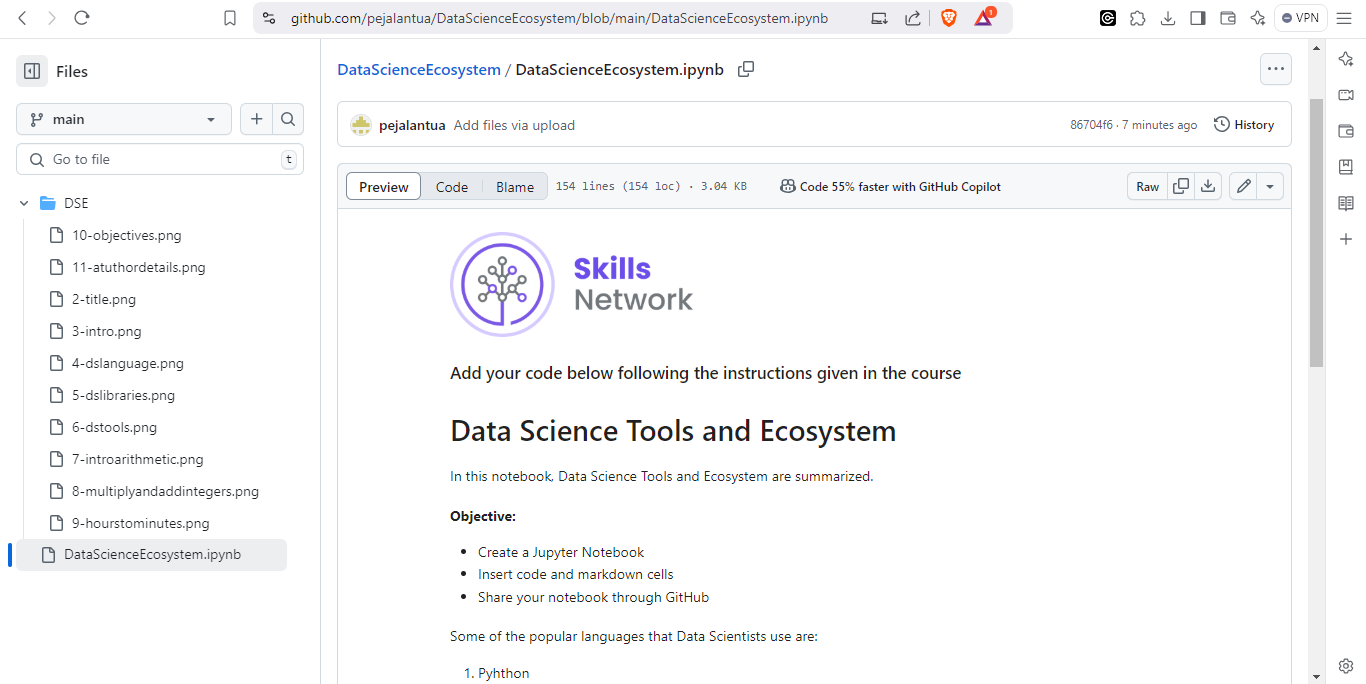 github.com/pejalantua/DataScienceEcosystem/blob/main/DataScienceEcosystem.ipynb
1
VPN
Files
main
Go to file
t
DSE
10-objectives.png
11-atuthordetails.png
2-title.png
3-intro.png
4-dslanguage.png
5-dslibraries.png
6-dstools.png
7-introarithmetic.png
8-multiplyandaddintegers.png
9-hourstominutes.png
DataScienceEcosystem.ipynb
DataScienceEcosystem / DataScienceEcosystem.ipynb
pejalantua Add files via upload
86704f6 · 7 minutes ago
History
Preview Code Blame 154 lines (154 loc) · 3.04 KB Code 55% faster with GitHub Copilot Raw
Skills
Network
Add your code below following the instructions given in the course
Data Science Tools and Ecosystem
In this notebook, Data Science Tools and Ecosystem are summarized.
Objective:
• Create a Jupyter Notebook
• Insert code and markdown cells
• Share your notebook through GitHub
Some of the popular languages that Data Scientists use are:
1. Pyhthon